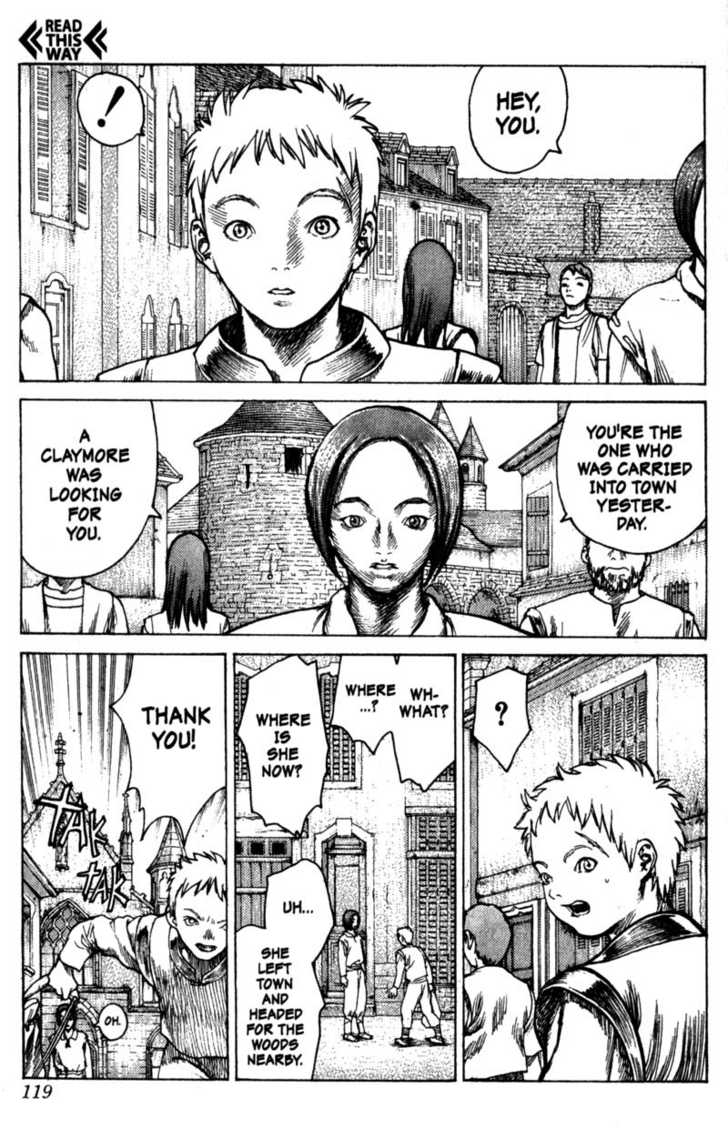 READ
THIS
WAY
HEY,
YOU.
!
YOU'RE THE
ONE WHO
WAS CARRIED
INTO TOWN
YESTER-
DAY.
A
CLAYMORE
WAS
LOOKING
FOR
YOU.
?
WH-
WHAT?
WHERE
...?
WHERE
IS
SHE
NOW?
UH...
SHE
LEFT
TOWN
AND
HEADED
FOR THE
WOODS
NEARBY.
THANK
YOU!
TAK
TAK
OH.
119